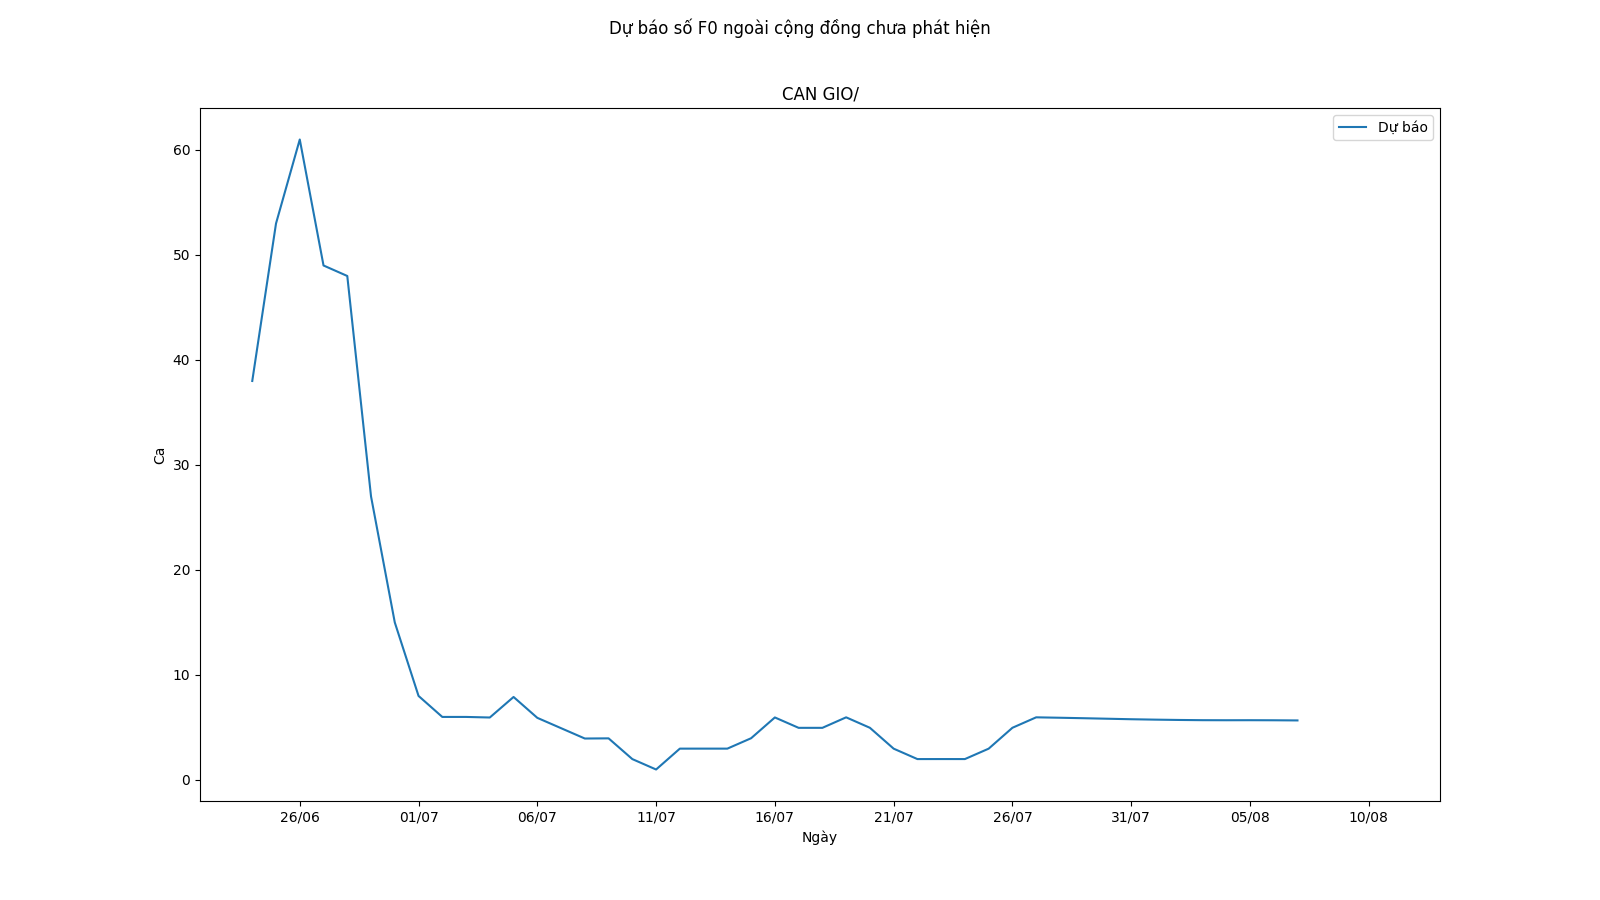 Dự báo số F0 ngoài cộng đồng chưa phát hiện
CAN GIO/
Dự báo
60
50
40
30
20
10
0
Ca
26/06 01/07 06/07 11/07 16/07 21/07 26/07 31/07 05/08 10/08
Ngày